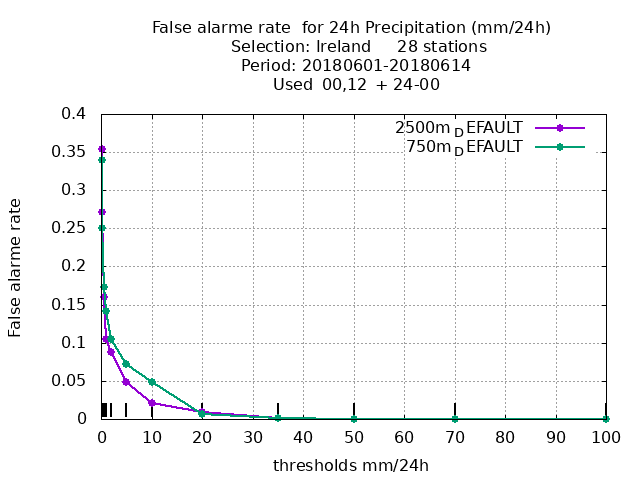 False alarme rate  for 24h Precipitation (mm/24h)
Selection: Ireland     28 stations
Period: 20180601-20180614
Used  00,12  + 24-00
2500m_DEFAULT
750m_DEFAULT
0.4
0.35
0.3
0.25
0.2
0.15
0.1
0.05
0
False alarme rate
0 10 20 30 40 50 60 70 80 90 100
thresholds mm/24h